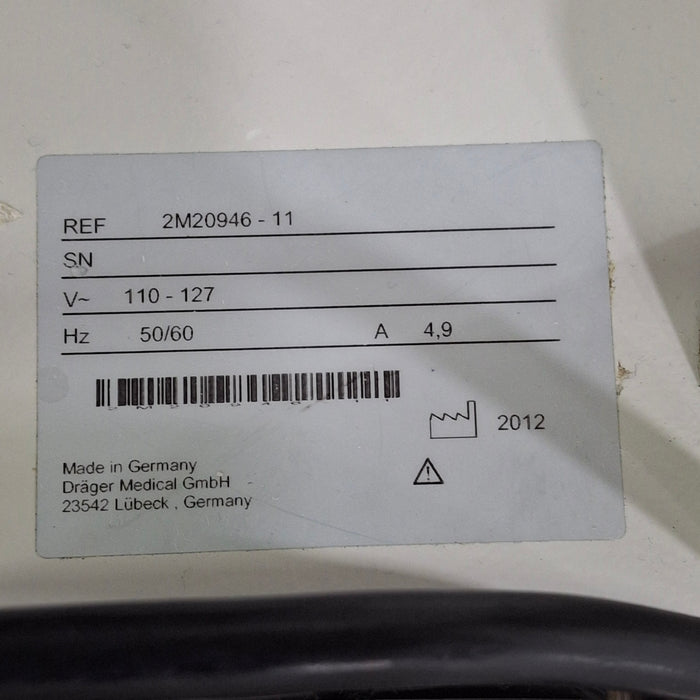 REF 2M20946 - 11
SN
V~ 110 - 127
Hz 50/60 A 4,9
2012
Made in Germany
Dräger Medical GmbH
23542 Lübeck , Germany